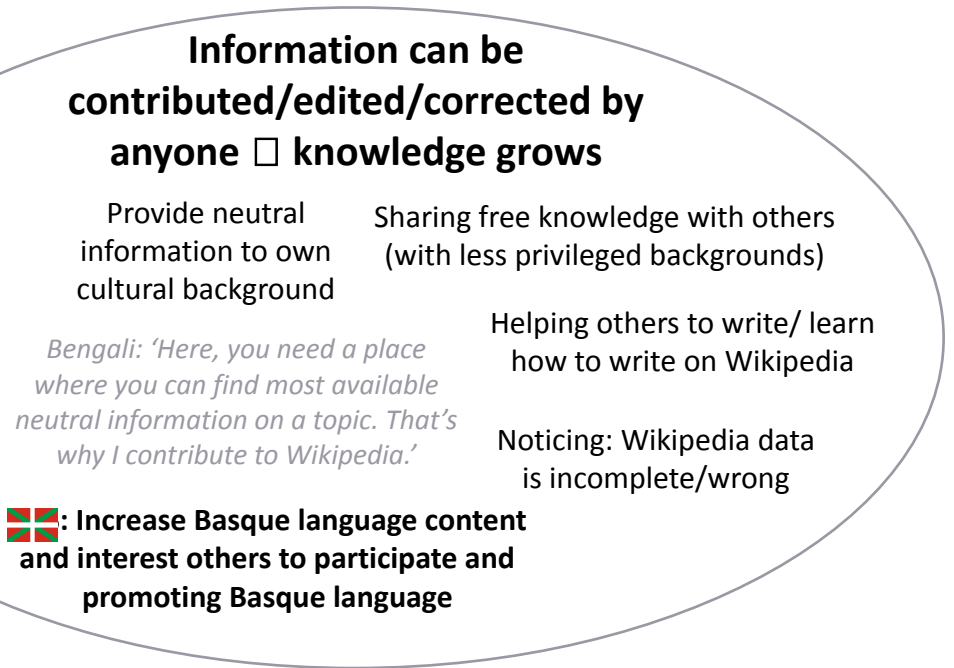 Information can be
contributed/edited/corrected by
anyone □ knowledge grows
Provide neutral
information to own
cultural background
Sharing free knowledge with others
(with less privileged backgrounds)
Helping others to write/ learn
how to write on Wikipedia
Bengali: ‘Here, you need a place
where you can find most available
neutral information on a topic. That’s
why I contribute to Wikipedia.’
Noticing: Wikipedia data
is incomplete/wrong
: Increase Basque language content
and interest others to participate and
promoting Basque language